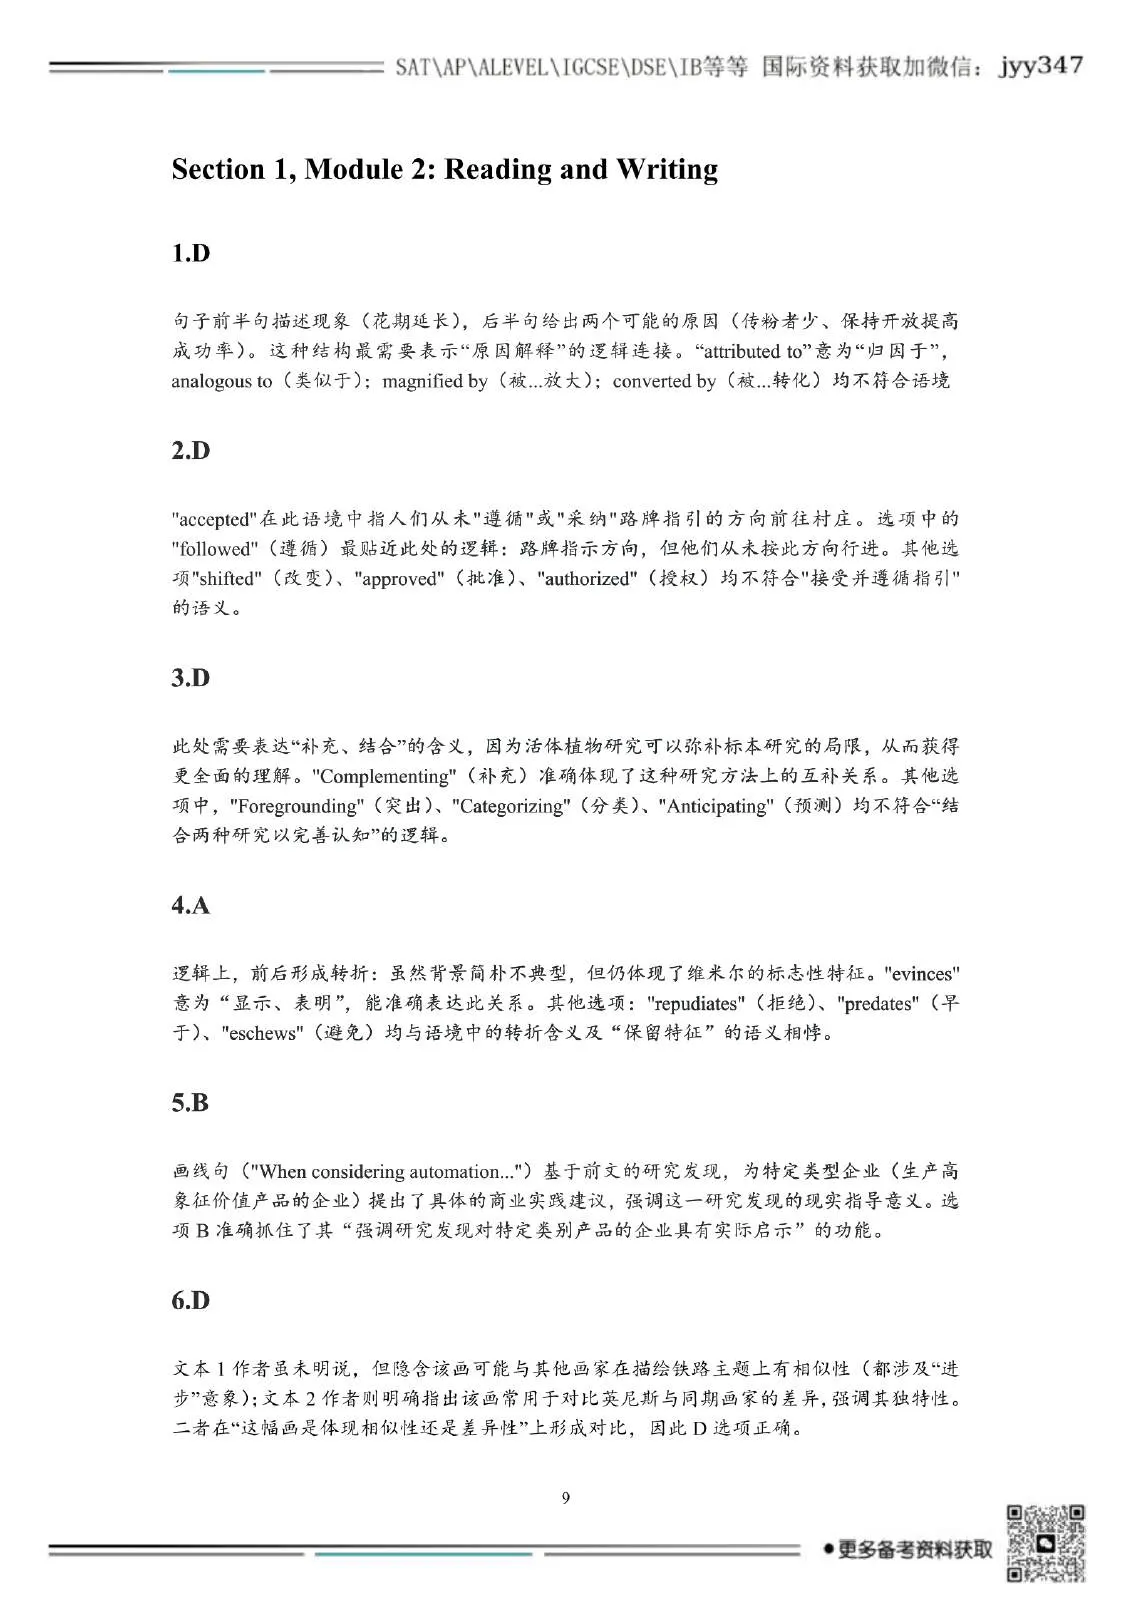 SAT\AP\ALEVEL\IGCSE\DSE\IB等等 国际资料获取加微信：jyy347
Section 1, Module 2: Reading and Writing
1.D
句子前半句描述现象（花期延长），后半句给出两个可能的原因（传粉者少、保持开放提高
成功率）。这种结构最需要表示“原因解释”的逻辑连接。“attributed to”意为“归因于”，
analogous to（类似于）；magnified by（被...放大）；converted by（被...转化）均不符合语境
2.D
"accepted"在此语境中指人们从未"遵循"或"采纳"路牌指引的方向前往村庄。选项中的
"followed"（遵循）最贴近此处的逻辑：路牌指示方向，但他们从未按此方向行进。其他选
项"shifted"（改变）、"approved"（批准）、"authorized"（授权）均不符合"接受并遵循指引"
的语义。
3.D
此处需要表达“补充、结合”的含义，因为活体植物研究可以弥补标本研究的局限，从而获得
更全面的理解。"Complementing"（补充）准确体现了这种研究方法上的互补关系。其他选
项中，"Foregrounding"（突出）、"Categorizing"（分类）、"Anticipating"（预测）均不符合“结
合两种研究以完善认知”的逻辑。
4.A
逻辑上，前后形成转折：虽然背景简朴不典型，但仍体现了维米尔的标志性特征。"evinces"
意为“显示、表明”，能准确表达此关系。其他选项："repudiates"（拒绝）、"predates"（早
于）、"eschews"（避免）均与语境中的转折含义及“保留特征”的语义相悖。
5.B
画线句（"When considering automation..."）基于前文的研究发现，为特定类型企业（生产高
象征价值产品的企业）提出了具体的商业实践建议，强调这一研究发现的现实指导意义。选
项 B 准确抓住了其“强调研究发现对特定类别产品的企业具有实际启示”的功能。
6.D
文本 1 作者虽未明说，但隐含该画可能与其他画家在描绘铁路主题上有相似性（都涉及“进
步”意象）；文本 2 作者则明确指出该画常用于对比英尼斯与同期画家的差异，强调其独特性。
二者在“这幅画是体现相似性还是差异性”上形成对比，因此 D 选项正确。
9
●更多备考资料获取